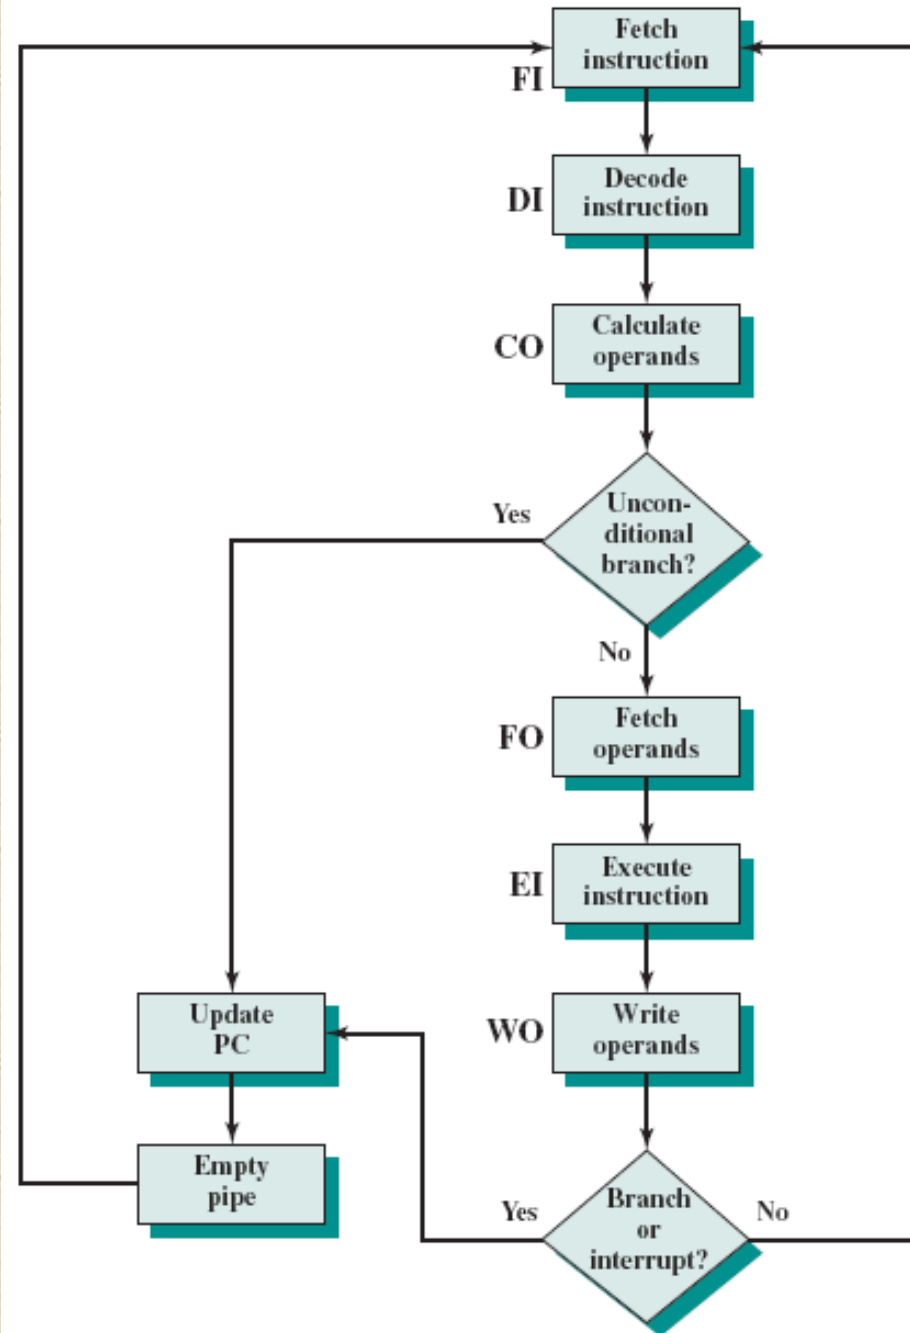 Fetch
instruction
FI
Decode
instruction
DI
Calculate
operands
CO
Uncon-
ditional
branch?
Yes
No
Fetch
operands
FO
Execute
instruction
EI
Write
operands
WO
Update
PC
Empty
pipe
Branch
or
interrupt?
Yes
No